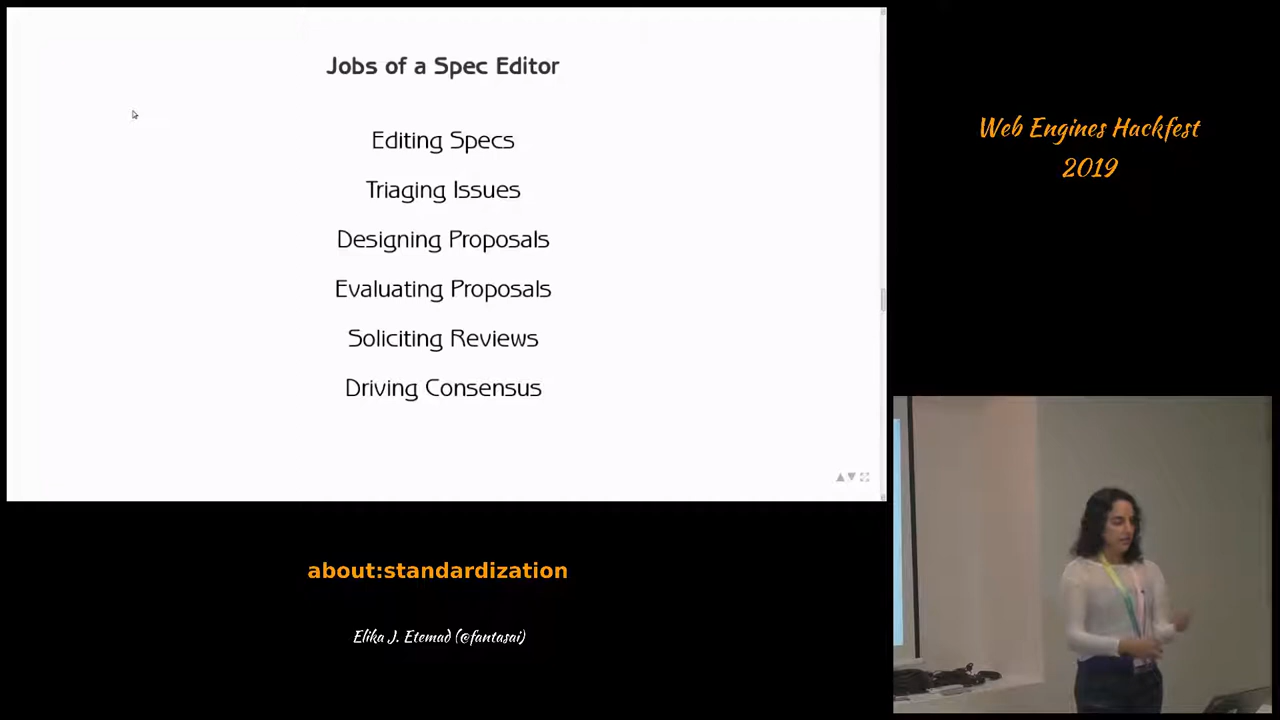 Jobs of a Spec Editor
Editing Specs
Triaging Issues
Designing Proposals
Evaluating Proposals
Soliciting Reviews
Driving Consensus
Web Engines Hackfest
2019
about:standardization
Elika J. Etemad (@fantasai)